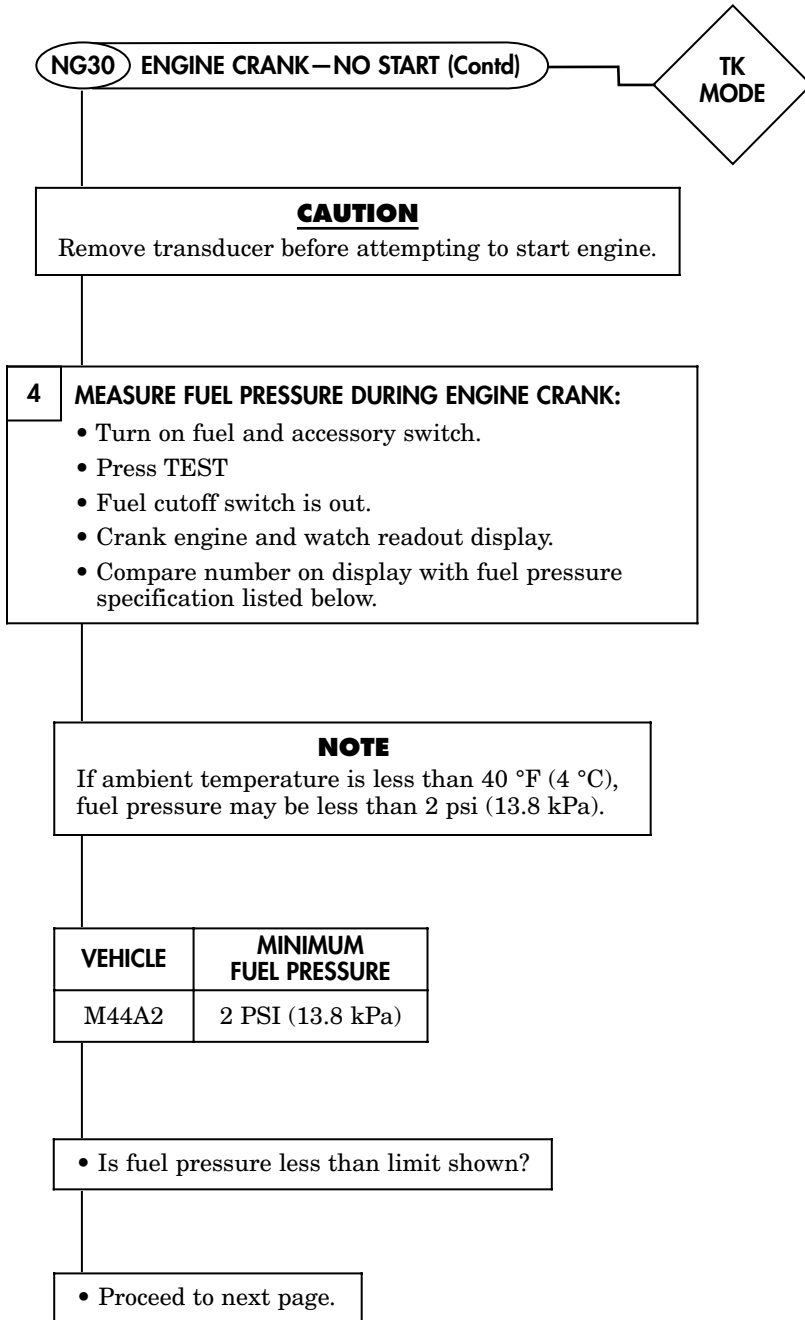 NG30 ENGINE CRANK—NO START (Contd)
TK
MODE
CAUTION
Remove transducer before attempting to start engine.
4 MEASURE FUEL PRESSURE DURING ENGINE CRANK:
• Turn on fuel and accessory switch.
• Press TEST
• Fuel cutoff switch is out.
• Crank engine and watch readout display.
• Compare number on display with fuel pressure
specification listed below.
NOTE
If ambient temperature is less than 40 °F (4 °C),
fuel pressure may be less than 2 psi (13.8 kPa).
VEHICLE MINIMUM
FUEL PRESSURE
M44A2 2 PSI (13.8 kPa)
• Is fuel pressure less than limit shown?
• Proceed to next page.